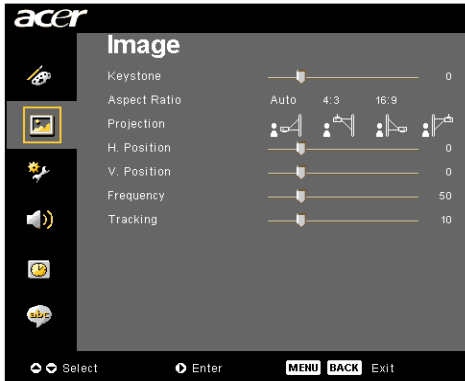 acer
Image
Keystone 0
Aspect Ratio Auto 4:3 16:9
Projection
H. Position 0
V. Position 0
Frequency 50
Tracking 10
abc
Select Enter MENU BACK Exit